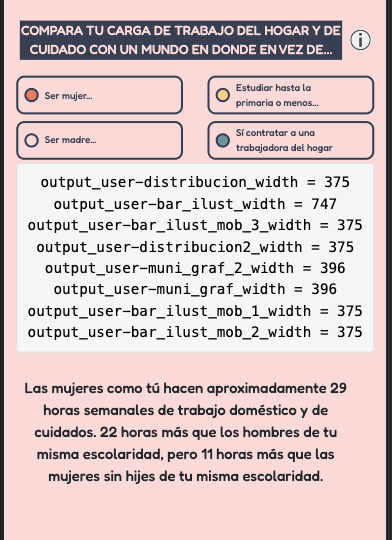 COMPARA TU CARGA DE TRABAJO DEL HOGAR Y DE
CUIDADO CON UN MUNDO EN DONDE EN VEZ DE...
i
Ser mujer...
Estudiar hasta la
primaria o menos...
Ser madre...
Sí contratar a una
trabajadora del hogar
output_user-distribucion_width = 375
output_user-bar_ilust_width = 747
output_user-bar_ilust_mob_3_width = 375
output_user-distribucion2_width = 375
output_user-muni_graf_2_width = 396
output_user-muni_graf_width = 396
output_user-bar_ilust_mob_1_width = 375
output_user-bar_ilust_mob_2_width = 375
Las mujeres como tú hacen aproximadamente 29
horas semanales de trabajo doméstico y de
cuidados. 22 horas más que los hombres de tu
misma escolaridad, pero 11 horas más que las
mujeres sin hijes de tu misma escolaridad.